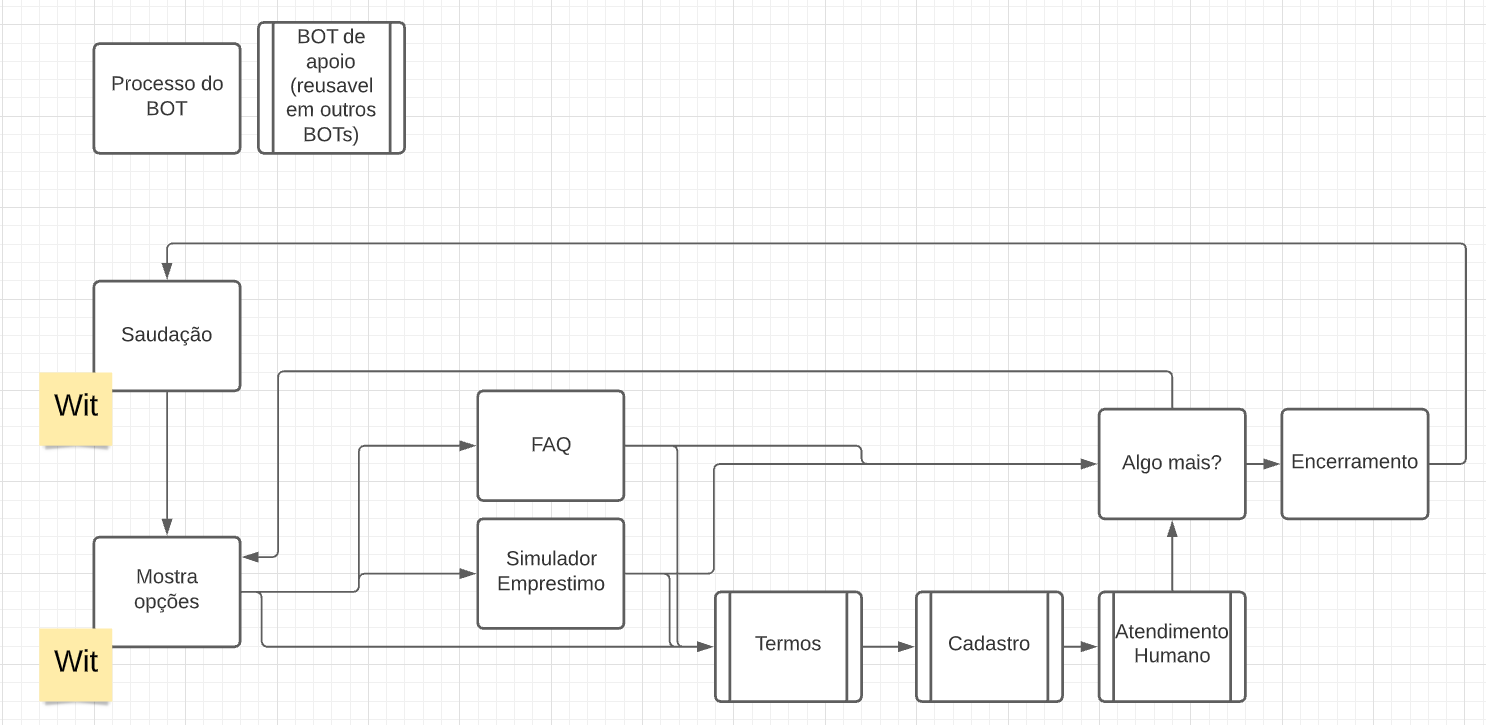 Processo do
BOT
BOT de
apoio
(reusavel
em outros
BOTs)
Saudação
Wit
FAQ
Algo mais?
Encerramento
Simulador
Emprestimo
Mostra
opções
Wit
Termos
Cadastro
Atendimento
Humano